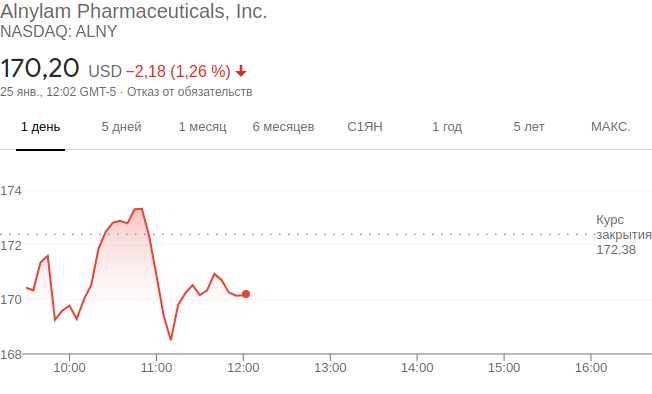 Alnylam Pharmaceuticals, Inc.
NASDAQ: ALNY
170,20 USD −2,18 (1,26 %)
25 янв., 12:02 GMT-5 · Отказ от обязательств
1 день 5 дней 1 месяц 6 месяцев С1ЯН 1 год 5 лет МАКС.
174
Курс
закрытия
172,38
172
170
168
10:00 11:00 12:00 13:00 14:00 15:00 16:00